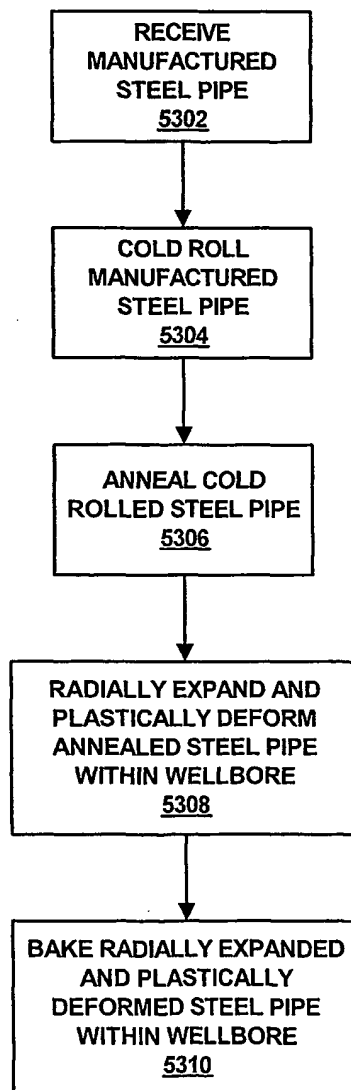 RECEIVE
MANUFACTURED
STEEL PIPE
5302
COLD ROLL
MANUFACTURED
STEEL PIPE
5304
ANNEAL COLD
ROLLED STEEL PIPE
5306
RADIALLY EXPAND AND
PLASTICALLY DEFORM
ANNEALED STEEL PIPE
WITHIN WELLBORE
5308
BAKE RADIALLY EXPANDED
AND PLASTICALLY
DEFORMED STEEL PIPE
WITHIN WELLBORE
5310